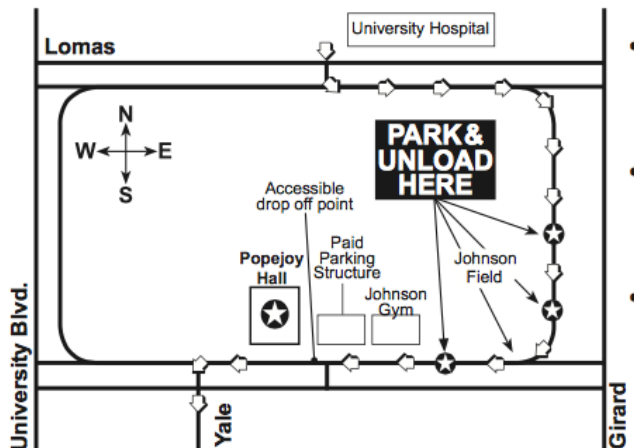 University Hospital
Lomas
N
W E
S
PARK &
UNLOAD
HERE
Accessible
drop off point
Paid
Parking
Structure
Popejoy
Hall
Johnson
Gym
Johnson
Field
University Blvd.
Yale
Girard